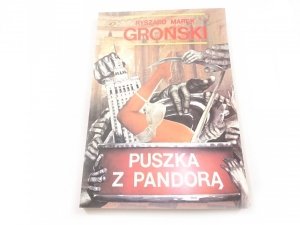 RYSZARD MAREK
GROŃSKI
PUSZKA
Z PANDORĄ